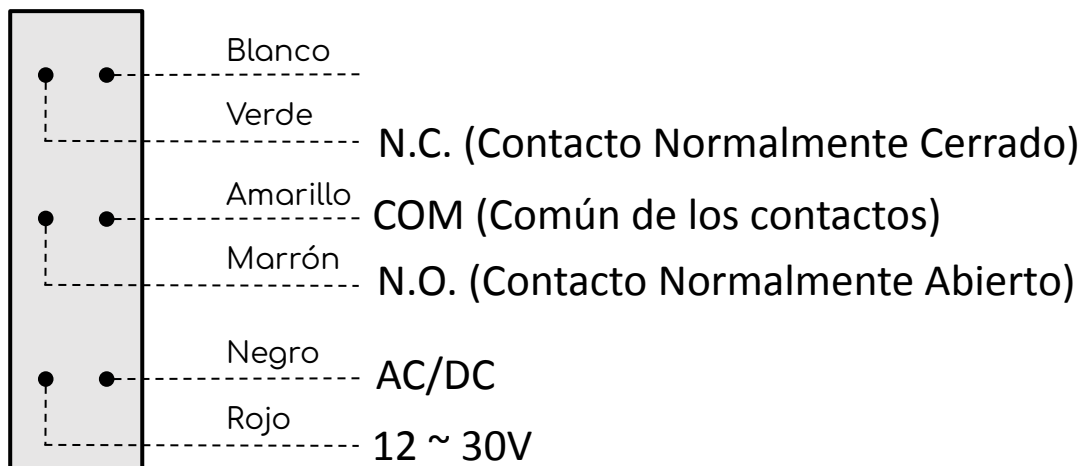 Blanco
Verde
N.C. (Contacto Normalmente Cerrado)
Amarillo
COM (Común de los contactos)
Marrón
N.O. (Contacto Normalmente Abierto)
Negro
AC/DC
Rojo
12 ~ 30V